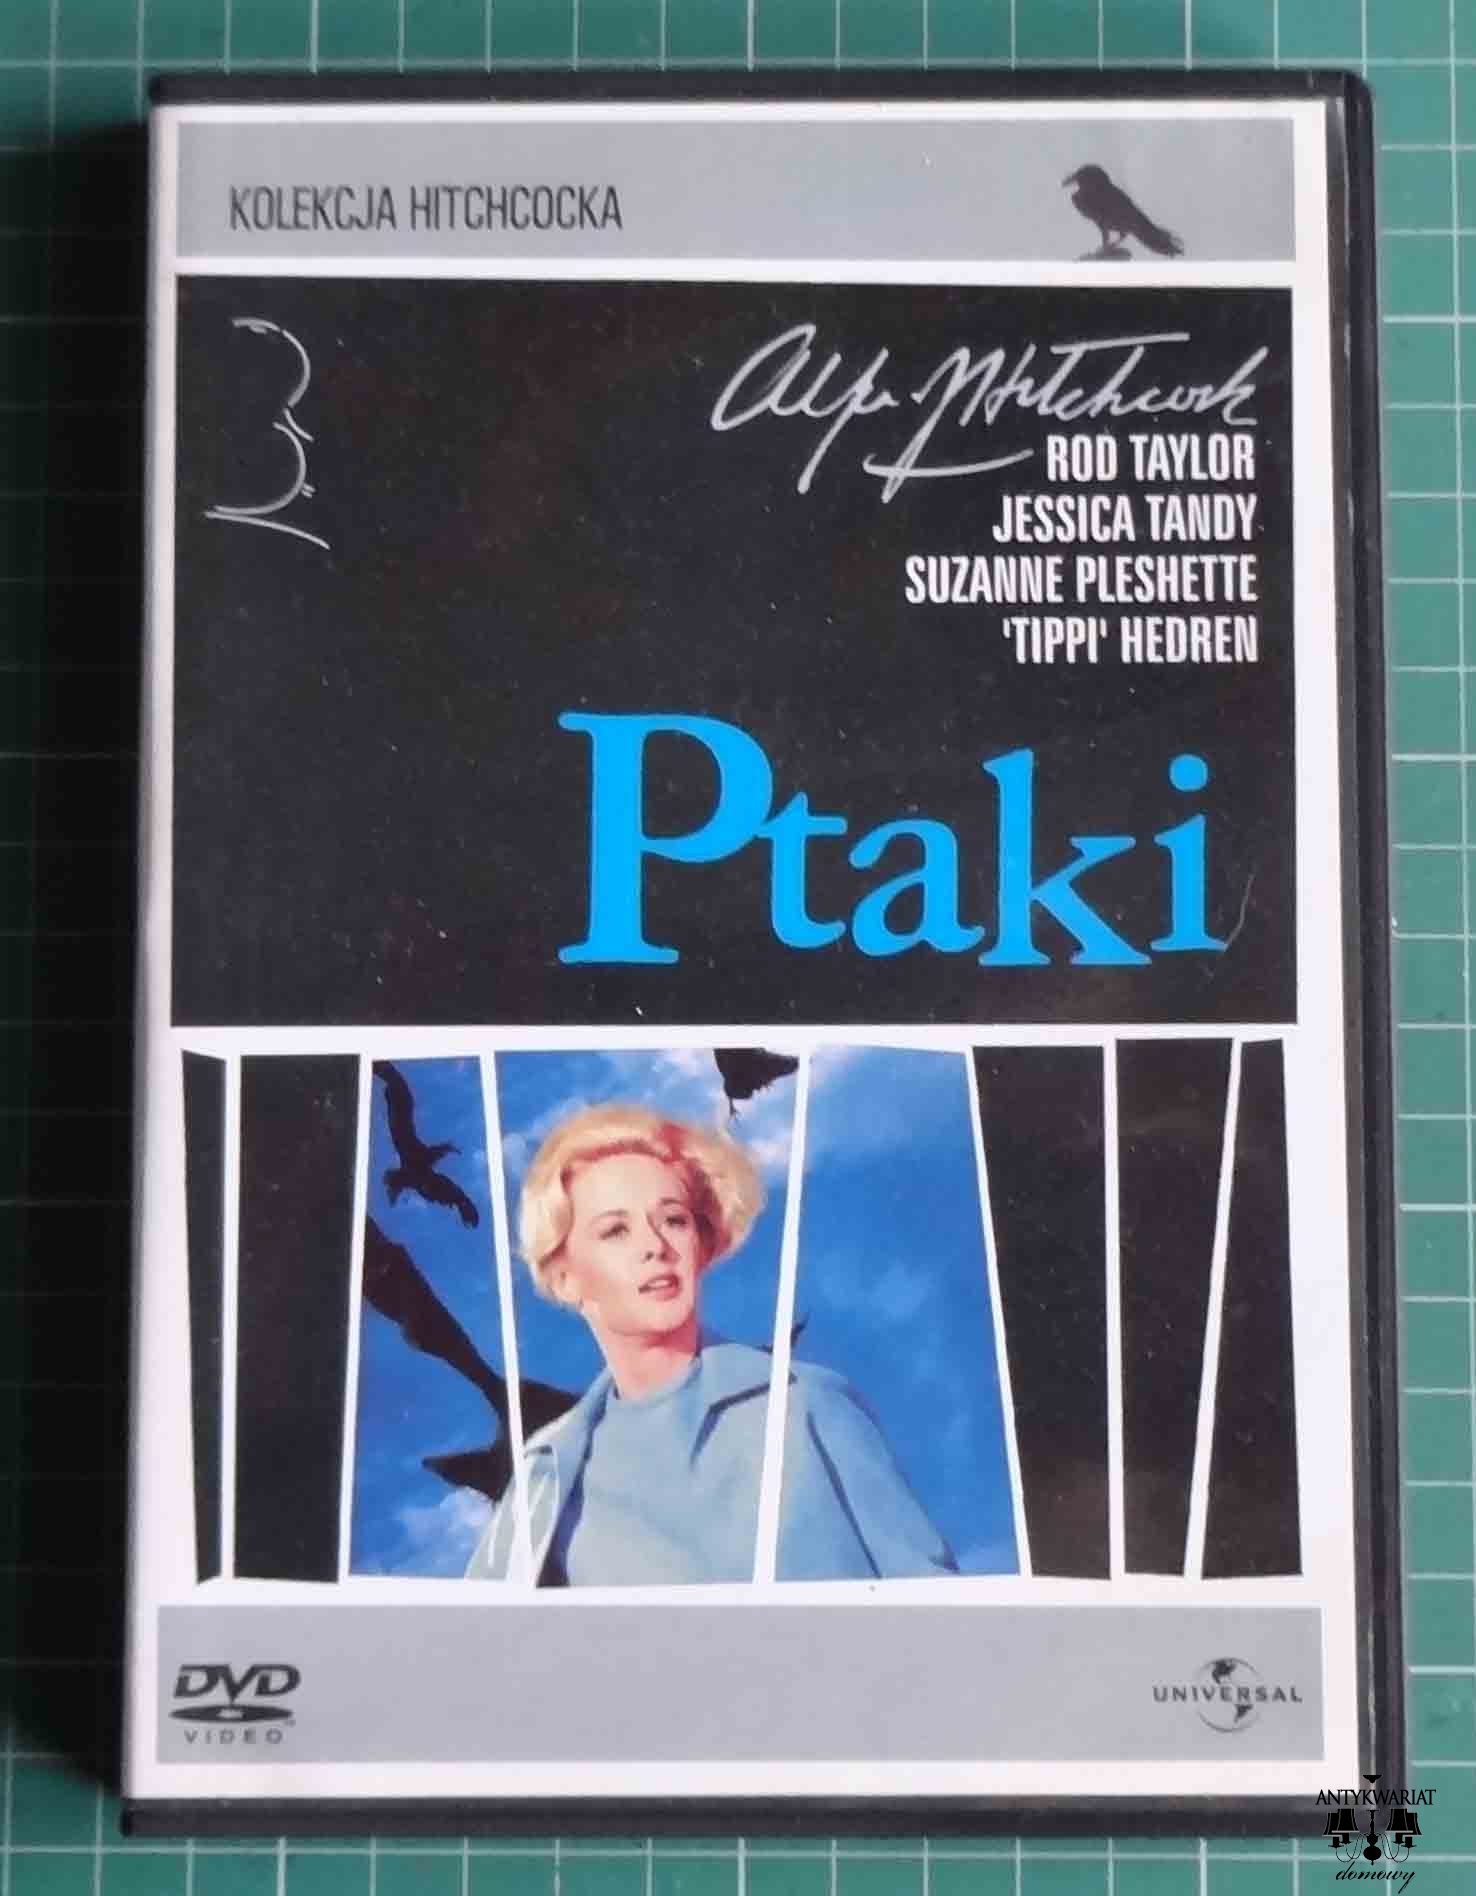 KOLEKCJA HITCHCOCKA
Alfred Hitchcock
ROD TAYLOR
JESSICA TANDY
SUZANNE PLESHETTE
'TIPPI' HEDREN
Ptaki
DVD
VIDEO
UNIVERSAL
ANTYKWARIAT
domowy